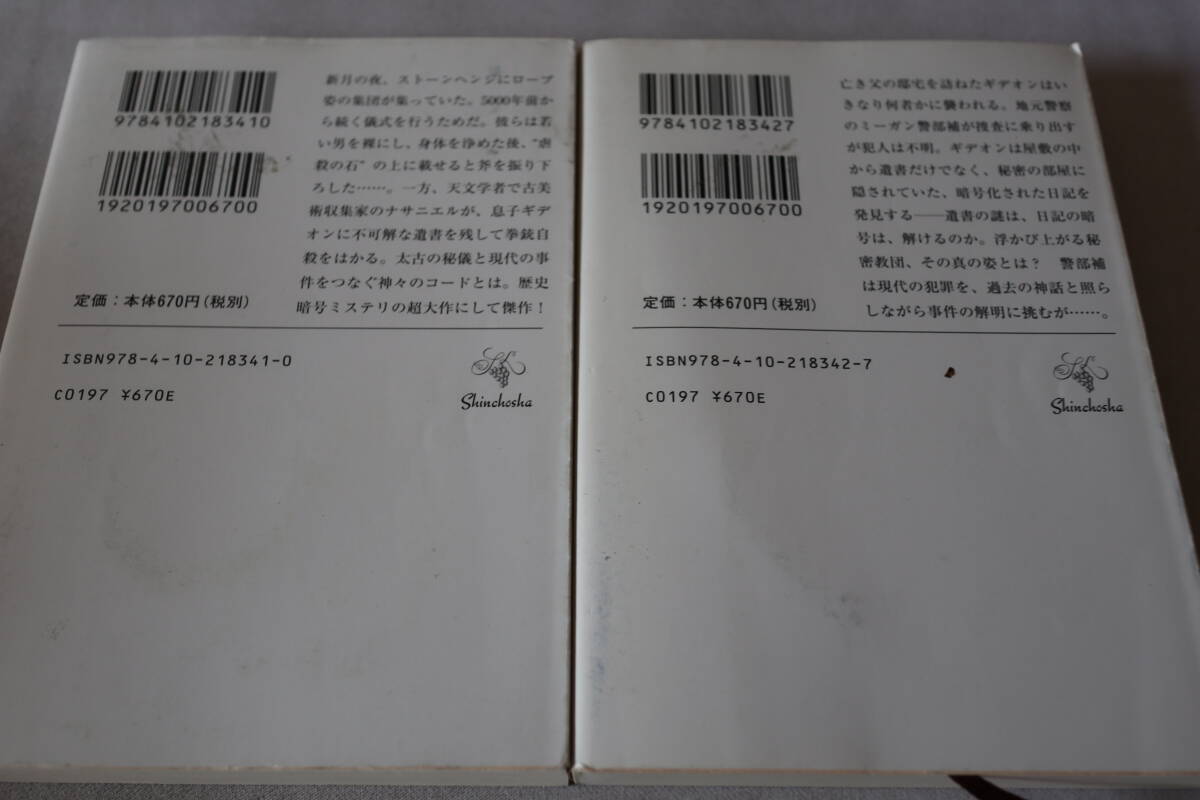 9784102183410
1920197006700
新月の夜、ストーンヘンジにローブ
姿の集団が集っていた。5000年前か
ら続く儀式を行うためだ。彼らは若
い男を裸にし、身体を浄めた後、“虐
殺の石”の上に載せると斧を振り下
ろした……。一方、天文学者で古美
術収集家のナサニエルが、息子ギデ
オンに不可解な遺書を残して拳銃自
殺をはかる。太古の秘儀と現代の事
件をつなぐ神々のコードとは。歴史
暗号ミステリの超大作にして傑作！
定価：本体670円（税別）
ISBN978-4-10-218341-0
C0197 ¥670E
Shinchosha
9784102183427
1920197006700
亡き父の邸宅を訪ねたギデオンはい
きなり何者かに襲われる。地元警察
のミーガン警部補が捜査に乗り出す
が犯人は不明。ギデオンは屋敷の中
から遺書だけでなく、秘密の部屋に
隠されていた、暗号化された日記を
発見する――遺書の謎は、日記の暗
号は、解けるのか。浮かび上がる秘
密教団、その真の姿とは？ 警部補
は現代の犯罪を、過去の神話と照ら
しながら事件の解明に挑むが……。
定価：本体670円（税別）
ISBN978-4-10-218342-7
C0197 ¥670E
Shinchosha